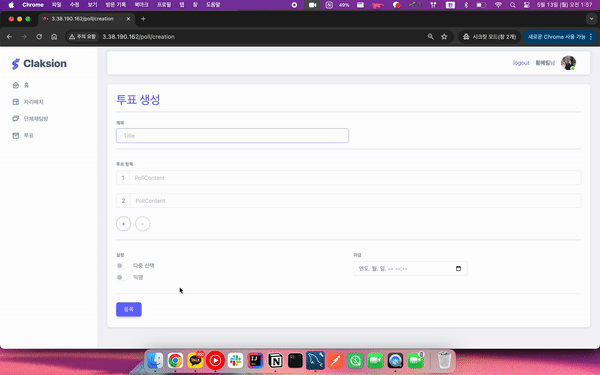 Chrome 파일 수정 보기 방문 기록 북마크 프로필 탭 창 도움말
49%
5월 13일 (월) 오전 1:57
3.38.190.162/poll/creation
주의 요함 3.38.190.162/poll/creation
시크릿 모드(창 2개)
새로운 Chrome 사용 가능
Claksion
logout
홈
자리배치
단체채팅방
투표
투표 생성
제목
Title
투표 항목
1 PollContent
2 PollContent
+ -
설정
마감
다중 선택
연도. 월. 일. -- --:--
익명
등록